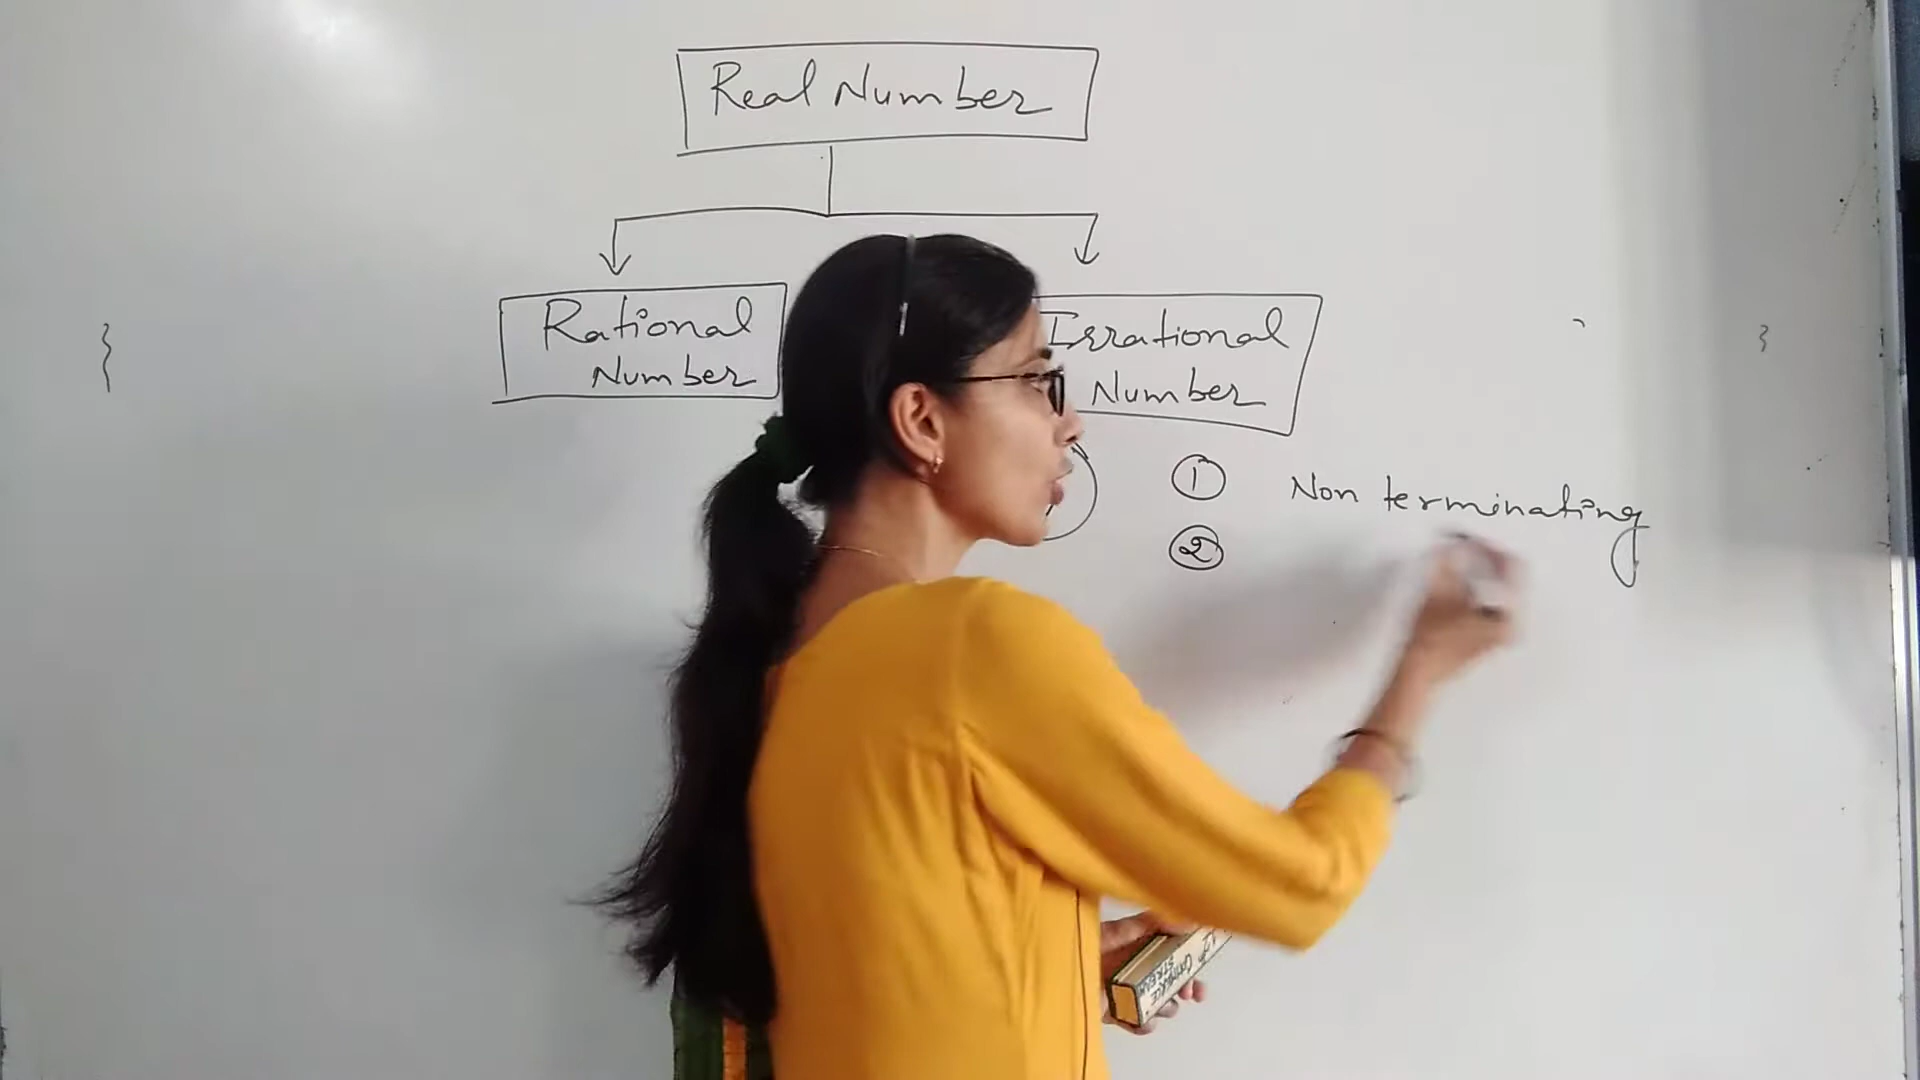 Real Number
Rational
Number
Irrational
Number
1 Non terminating
2